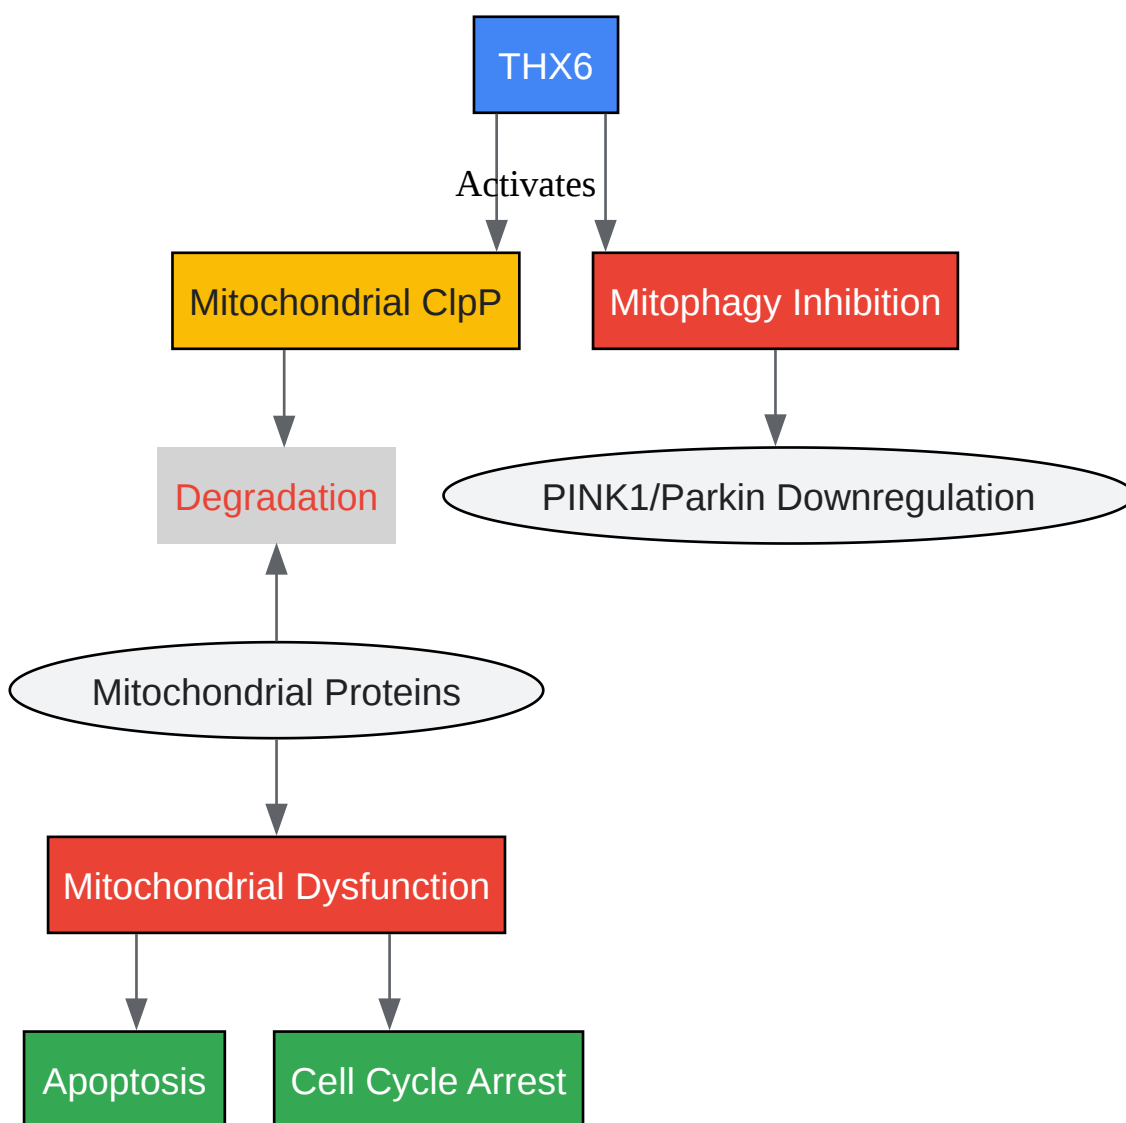 THX6
Activates
Mitochondrial ClpP
Mitophagy Inhibition
Degradation
PINK1/Parkin Downregulation
Mitochondrial Proteins
Mitochondrial Dysfunction
Apoptosis
Cell Cycle Arrest